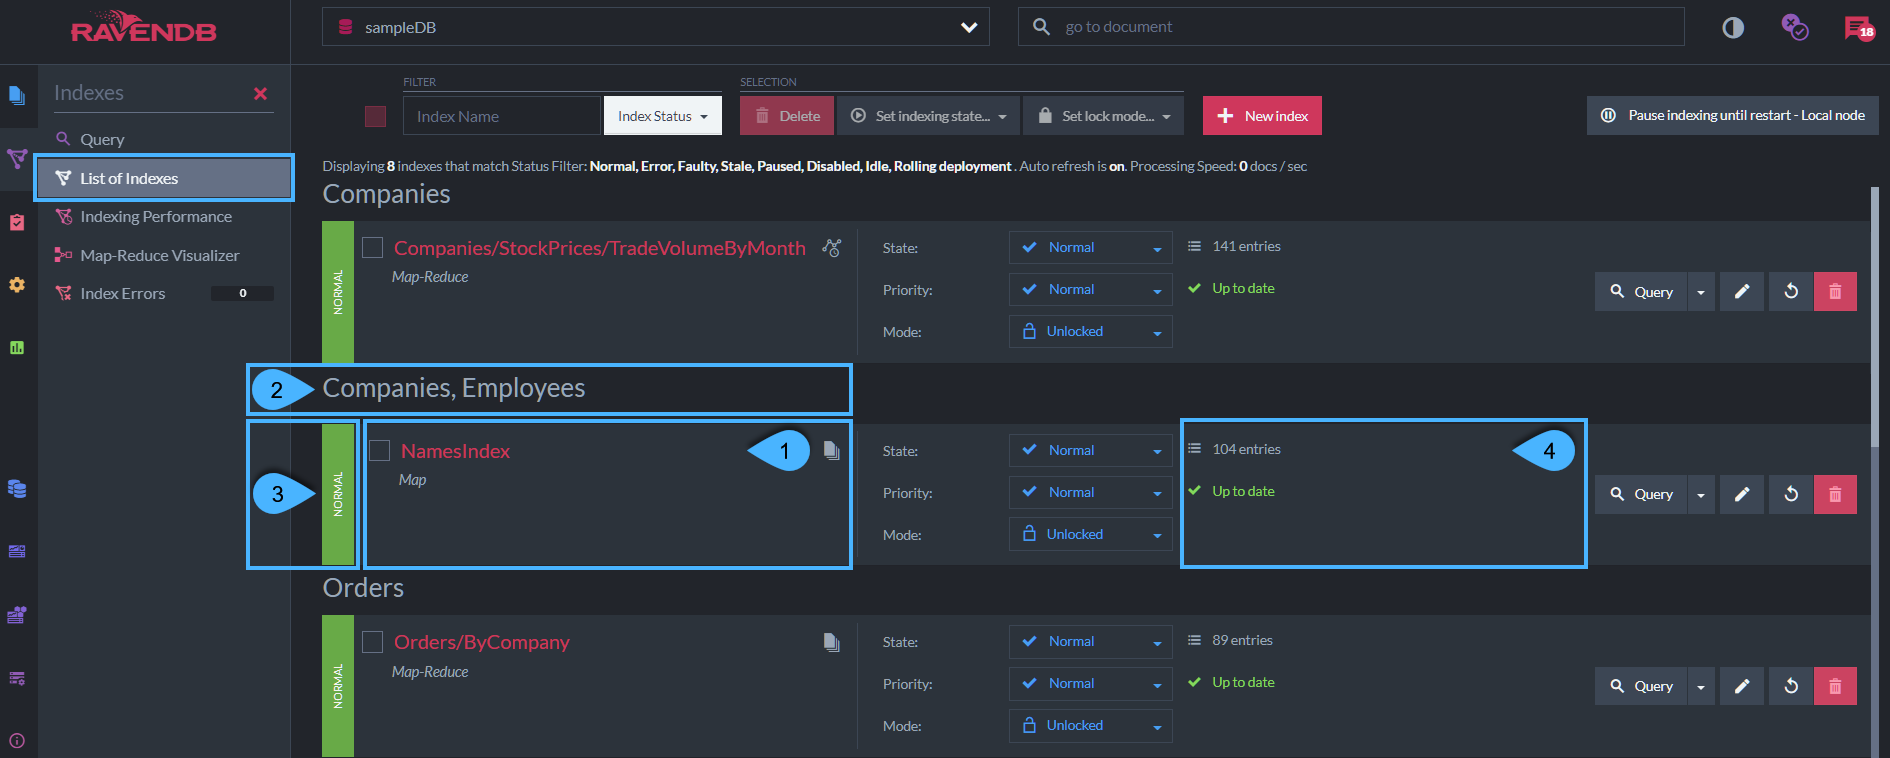 RAVENDB
sampleDB
go to document
18
Indexes
Query
List of Indexes
Indexing Performance
Map-Reduce Visualizer
Index Errors
0
FILTER
SELECTION
Index Name
Index Status
Delete
Set indexing state...
Set lock mode...
New index
Pause indexing until restart - Local node
Displaying 8 indexes that match Status Filter: Normal, Error, Faulty, Stale, Paused, Disabled, Idle, Rolling deployment . Auto refresh is on. Processing Speed: 0 docs / sec
Companies
NORMAL
Companies/StockPrices/TradeVolumeByMonth
Map-Reduce
State:
Normal
141 entries
Priority:
Normal
Up to date
Query
Mode:
Unlocked
2
Companies, Employees
3
NORMAL
NamesIndex
1
Map
State:
Normal
104 entries
4
Priority:
Normal
Up to date
Query
Mode:
Unlocked
Orders
NORMAL
Orders/ByCompany
Map-Reduce
State:
Normal
89 entries
Priority:
Normal
Up to date
Query
Mode:
Unlocked